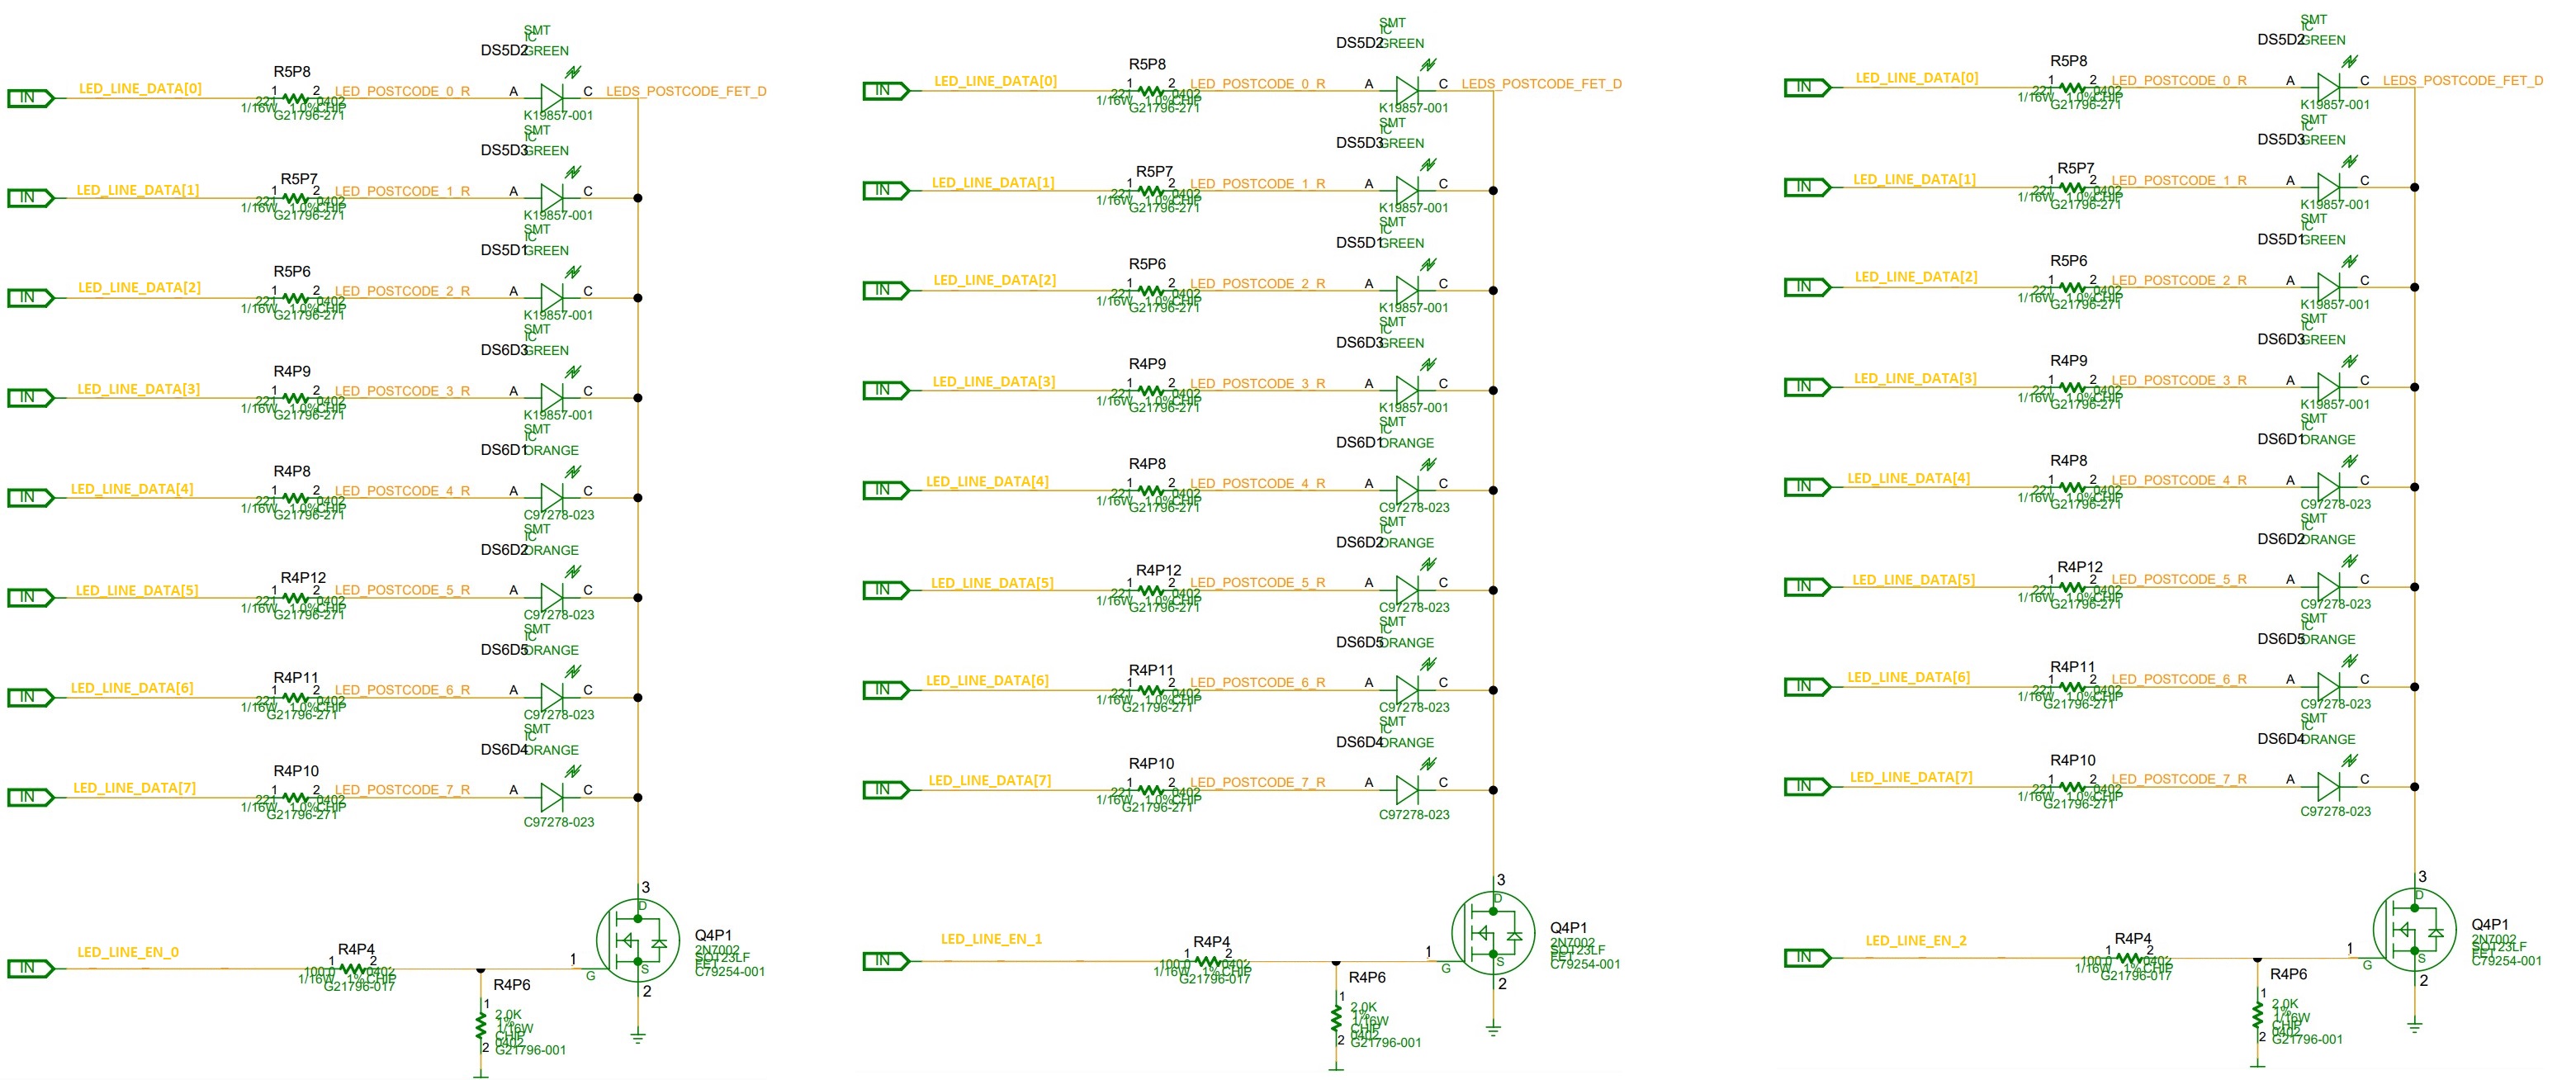 SMT
IC
DS5D2 GREEN
R5P8
IN LED_LINE_DATA[0] 1 2 LED_POSTCODE_0_R A C LEDS_POSTCODE_FET_D
221 0402
1/16W 1.0% CHIP
G21796-271 K19857-001
SMT
IC
DS5D3 GREEN
R5P7
IN LED_LINE_DATA[1] 1 2 LED_POSTCODE_1_R A C
221 0402
1/16W 1.0% CHIP
G21796-271 K19857-001
SMT
IC
DS5D1 GREEN
R5P6
IN LED_LINE_DATA[2] 1 2 LED_POSTCODE_2_R A C
221 0402
1/16W 1.0% CHIP
G21796-271 K19857-001
SMT
IC
DS6D3 GREEN
R4P9
IN LED_LINE_DATA[3] 1 2 LED_POSTCODE_3_R A C
221 0402
1/16W 1.0% CHIP
G21796-271 K19857-001
SMT
IC
DS6D1 ORANGE
R4P8
IN LED_LINE_DATA[4] 1 2 LED_POSTCODE_4_R A C
221 0402
1/16W 1.0% CHIP
G21796-271 C97278-023
SMT
IC
DS6D2 ORANGE
R4P12
IN LED_LINE_DATA[5] 1 2 LED_POSTCODE_5_R A C
221 0402
1/16W 1.0% CHIP
G21796-271 C97278-023
SMT
IC
DS6D5 ORANGE
R4P11
IN LED_LINE_DATA[6] 1 2 LED_POSTCODE_6_R A C
221 0402
1/16W 1.0% CHIP
G21796-271 C97278-023
SMT
IC
DS6D4 ORANGE
R4P10
IN LED_LINE_DATA[7] 1 2 LED_POSTCODE_7_R A C
221 0402
1/16W 1.0% CHIP
G21796-271 C97278-023
3
D
Q4P1
2N7002
SOT23LF
FET
C79254-001
R4P4
IN LED_LINE_EN_0 1 2 1 G S
100.0 0402
1/16W 1% CHIP
G21796-017
2
R4P6
1
2.0K
1%
1/16W
CHIP
0402
2 G21796-001
SMT
IC
DS5D2 GREEN
R5P8
IN LED_LINE_DATA[0] 1 2 LED_POSTCODE_0_R A C LEDS_POSTCODE_FET_D
221 0402
1/16W 1.0% CHIP
G21796-271 K19857-001
SMT
IC
DS5D3 GREEN
R5P7
IN LED_LINE_DATA[1] 1 2 LED_POSTCODE_1_R A C
221 0402
1/16W 1.0% CHIP
G21796-271 K19857-001
SMT
IC
DS5D1 GREEN
R5P6
IN LED_LINE_DATA[2] 1 2 LED_POSTCODE_2_R A C
221 0402
1/16W 1.0% CHIP
G21796-271 K19857-001
SMT
IC
DS6D3 GREEN
R4P9
IN LED_LINE_DATA[3] 1 2 LED_POSTCODE_3_R A C
221 0402
1/16W 1.0% CHIP
G21796-271 K19857-001
SMT
IC
DS6D1 ORANGE
R4P8
IN LED_LINE_DATA[4] 1 2 LED_POSTCODE_4_R A C
221 0402
1/16W 1.0% CHIP
G21796-271 C97278-023
SMT
IC
DS6D2 ORANGE
R4P12
IN LED_LINE_DATA[5] 1 2 LED_POSTCODE_5_R A C
221 0402
1/16W 1.0% CHIP
G21796-271 C97278-023
SMT
IC
DS6D5 ORANGE
R4P11
IN LED_LINE_DATA[6] 1 2 LED_POSTCODE_6_R A C
221 0402
1/16W 1.0% CHIP
G21796-271 C97278-023
SMT
IC
DS6D4 ORANGE
R4P10
IN LED_LINE_DATA[7] 1 2 LED_POSTCODE_7_R A C
221 0402
1/16W 1.0% CHIP
G21796-271 C97278-023
3
D
Q4P1
2N7002
SOT23LF
FET
C79254-001
R4P4
IN LED_LINE_EN_1 1 2 1 G S
100.0 0402
1/16W 1% CHIP
G21796-017
2
R4P6
1
2.0K
1%
1/16W
CHIP
0402
2 G21796-001
SMT
IC
DS5D2 GREEN
R5P8
IN LED_LINE_DATA[0] 1 2 LED_POSTCODE_0_R A C LEDS_POSTCODE_FET_D
221 0402
1/16W 1.0% CHIP
G21796-271 K19857-001
SMT
IC
DS5D3 GREEN
R5P7
IN LED_LINE_DATA[1] 1 2 LED_POSTCODE_1_R A C
221 0402
1/16W 1.0% CHIP
G21796-271 K19857-001
SMT
IC
DS5D1 GREEN
R5P6
IN LED_LINE_DATA[2] 1 2 LED_POSTCODE_2_R A C
221 0402
1/16W 1.0% CHIP
G21796-271 K19857-001
SMT
IC
DS6D3 GREEN
R4P9
IN LED_LINE_DATA[3] 1 2 LED_POSTCODE_3_R A C
221 0402
1/16W 1.0% CHIP
G21796-271 K19857-001
SMT
IC
DS6D1 ORANGE
R4P8
IN LED_LINE_DATA[4] 1 2 LED_POSTCODE_4_R A C
221 0402
1/16W 1.0% CHIP
G21796-271 C97278-023
SMT
IC
DS6D2 ORANGE
R4P12
IN LED_LINE_DATA[5] 1 2 LED_POSTCODE_5_R A C
221 0402
1/16W 1.0% CHIP
G21796-271 C97278-023
SMT
IC
DS6D5 ORANGE
R4P11
IN LED_LINE_DATA[6] 1 2 LED_POSTCODE_6_R A C
221 0402
1/16W 1.0% CHIP
G21796-271 C97278-023
SMT
IC
DS6D4 ORANGE
R4P10
IN LED_LINE_DATA[7] 1 2 LED_POSTCODE_7_R A C
221 0402
1/16W 1.0% CHIP
G21796-271 C97278-023
3
D
Q4P1
2N7002
SOT23LF
FET
C79254-001
R4P4
IN LED_LINE_EN_2 1 2 1 G S
100.0 0402
1/16W 1% CHIP
G21796-017
2
R4P6
1
2.0K
1%
1/16W
CHIP
0402
2 G21796-001